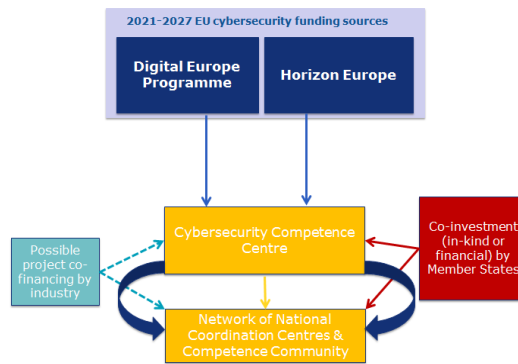 2021-2027 EU cybersecurity funding sources
Digital Europe
Programme
Horizon Europe
Cybersecurity Competence
Centre
Possible
project co-
financing by
industry
Co-investment
(in-kind or
financial) by
Member States
Network of National
Coordination Centres &
Competence Community